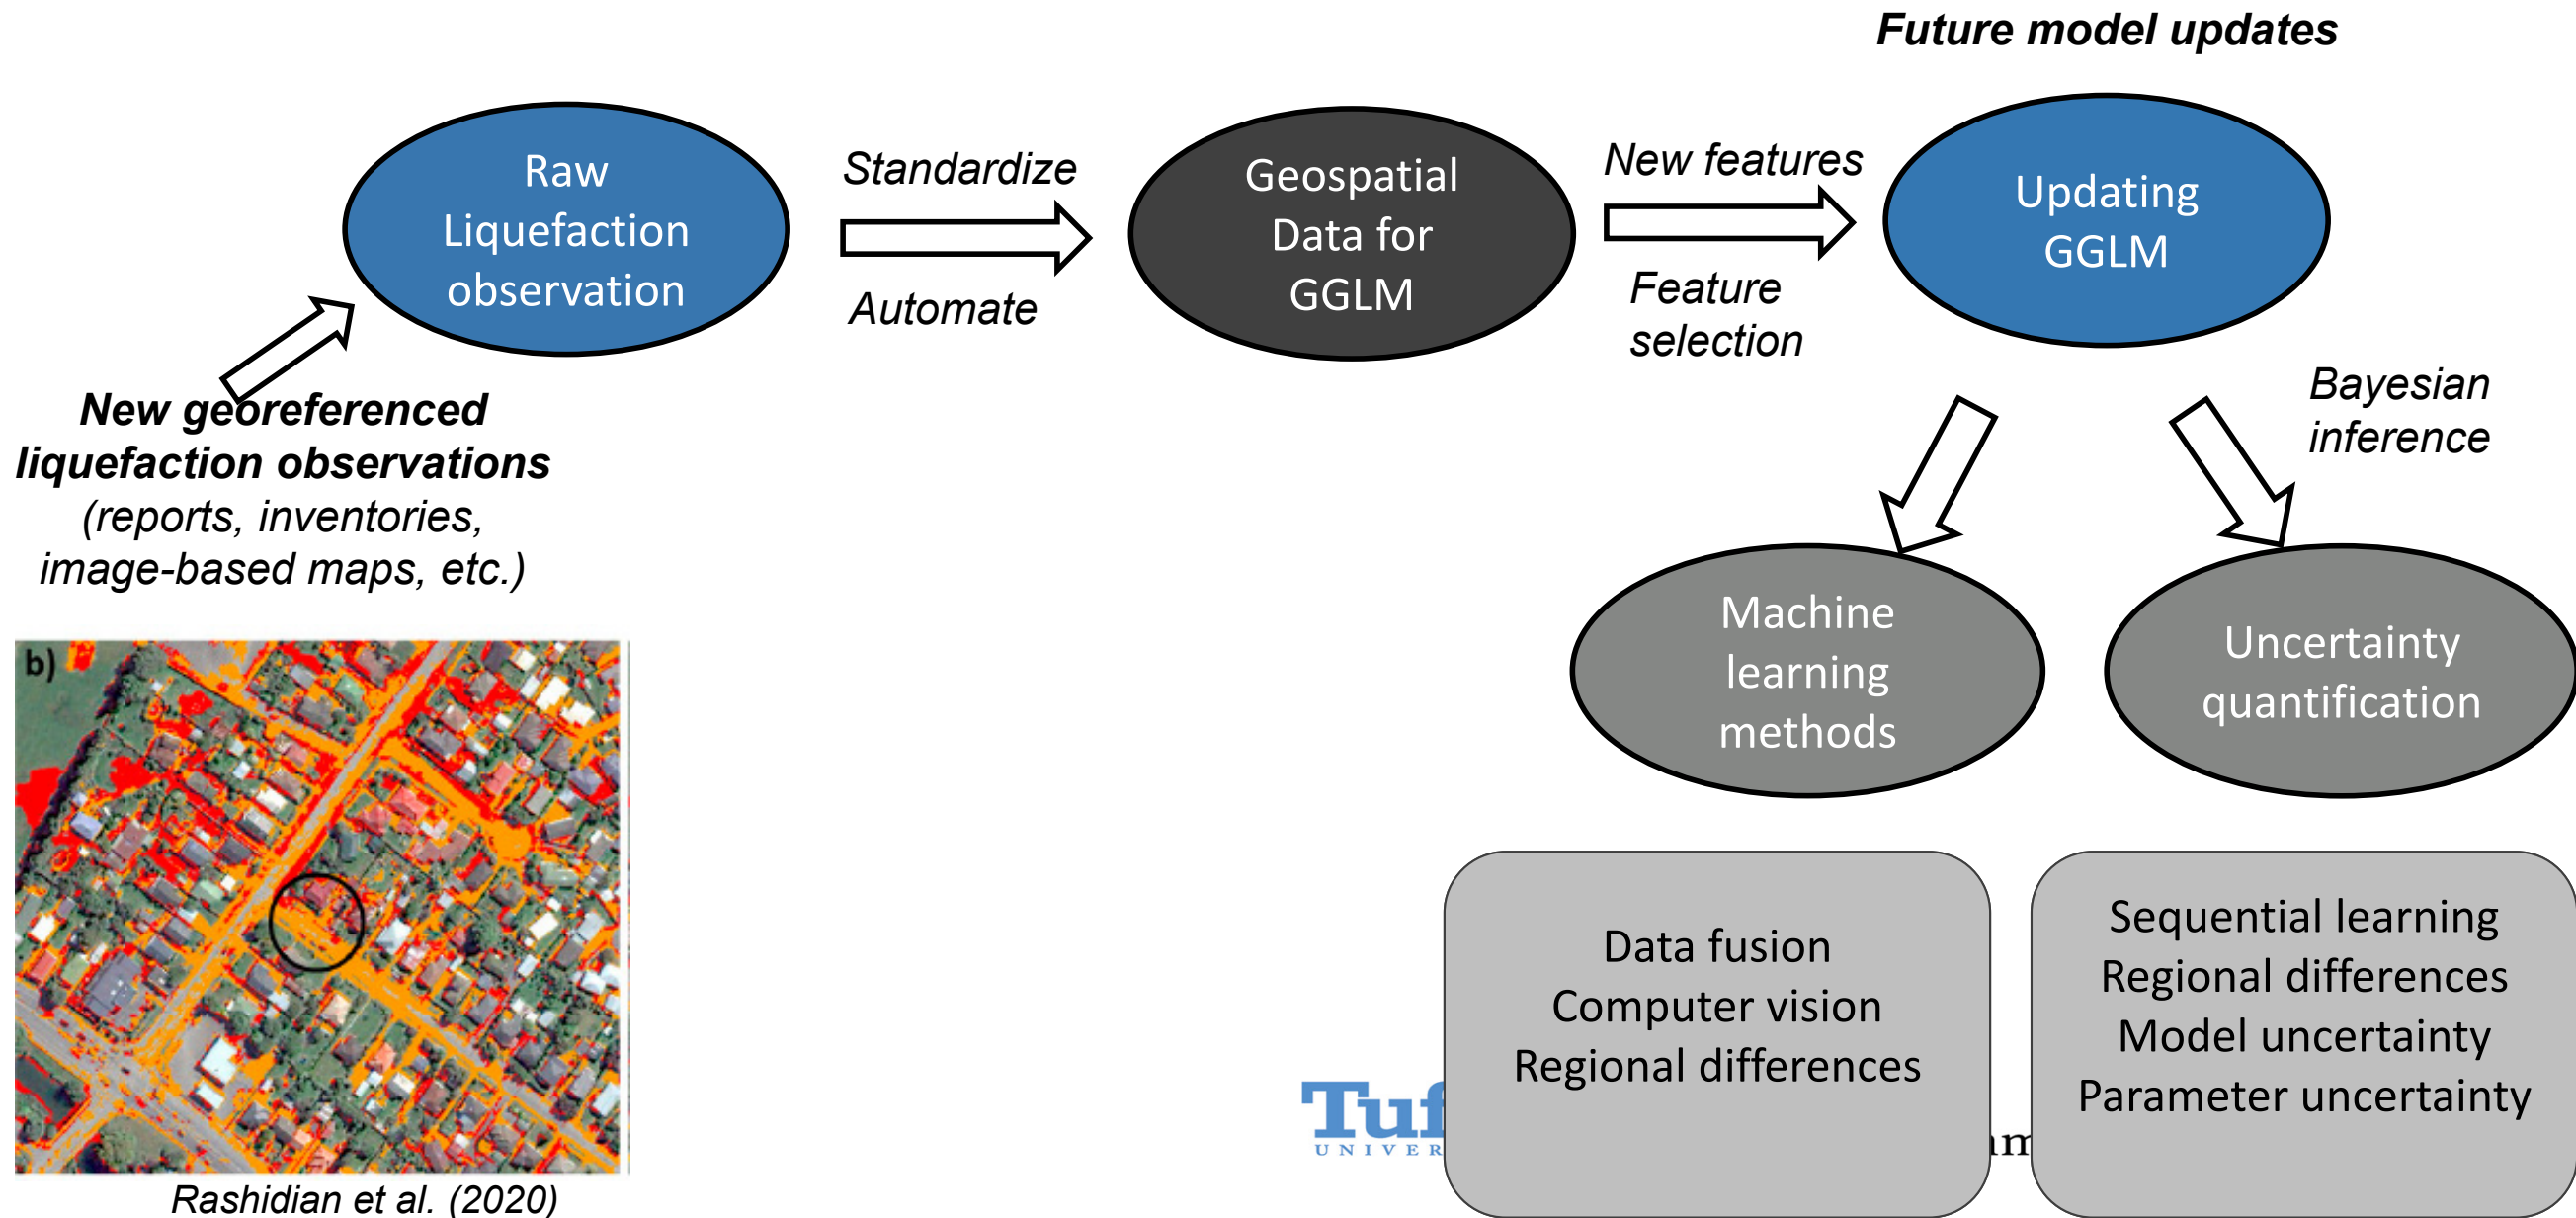 Future model updates
Raw
Liquefaction
observation
Standardize
Automate
Geospatial
Data for
GGLM
New features
Feature
selection
Updating
GGLM
Bayesian
inference
New georeferenced
liquefaction observations
(reports, inventories,
image-based maps, etc.)
Machine
learning
methods
Uncertainty
quantification
b)
Data fusion
Computer vision
Regional differences
Sequential learning
Regional differences
Model uncertainty
Parameter uncertainty
Rashidian et al. (2020)